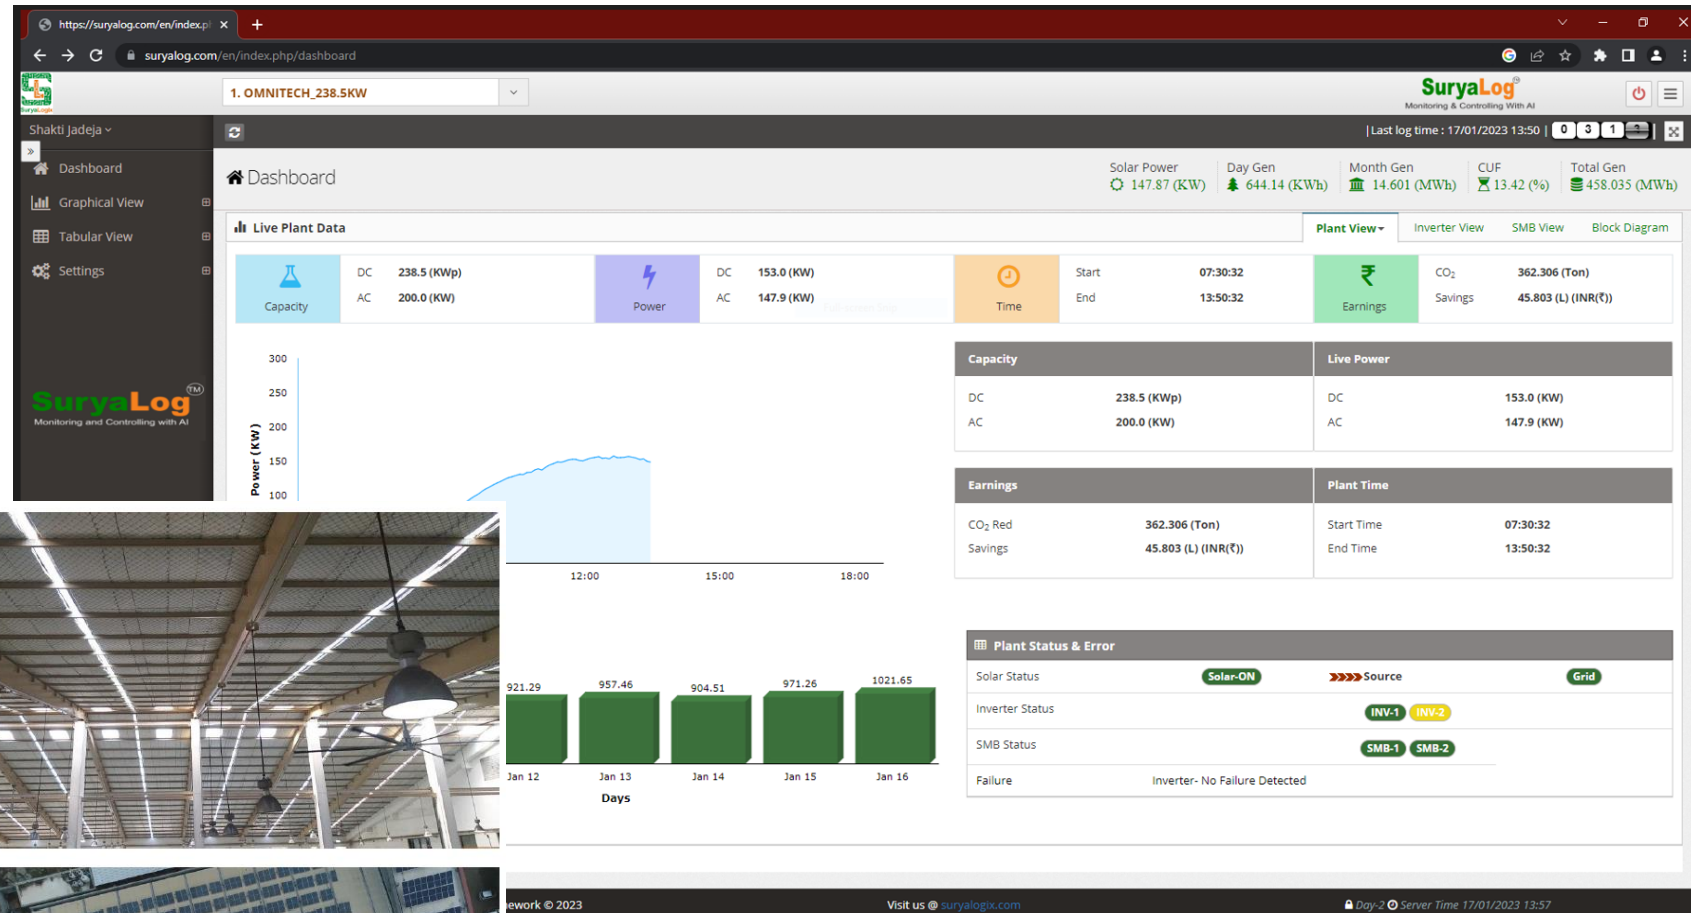 https://suryalog.com/en/index.p
suryalog.com/en/index.php/dashboard
1. OMNITECH_238.5KW
SuryaLog
Monitoring & Controlling With AI
Shakti Jadeja
|Last log time : 17/01/2023 13:50 | 0 3 1
Dashboard
Graphical View
Tabular View
Settings
SuryaLog TM
Monitoring and Controlling with AI
Dashboard
Solar Power Day Gen Month Gen CUF Total Gen
147.87 (KW) 644.14 (KWh) 14.601 (MWh) 13.42 (%) 458.035 (MWh)
Live Plant Data
Plant View Inverter View SMB View Block Diagram
Capacity
DC 238.5 (KWp)
AC 200.0 (KW)
Power
DC 153.0 (KW)
AC 147.9 (KW)
Time
Start 07:30:32
End 13:50:32
₹
Earnings
CO₂ 362.306 (Ton)
Savings 45.803 (L) (INR(₹))
Power (KW)
300
250
200
150
100
12:00 15:00 18:00
Capacity
DC 238.5 (KWp)
AC 200.0 (KW)
Live Power
DC 153.0 (KW)
AC 147.9 (KW)
Earnings
CO₂ Red 362.306 (Ton)
Savings 45.803 (L) (INR(₹))
Plant Time
Start Time 07:30:32
End Time 13:50:32
921.29 957.46 904.51 971.26 1021.65
Jan 12 Jan 13 Jan 14 Jan 15 Jan 16
Days
Plant Status & Error
Solar Status Solar-ON Source Grid
Inverter Status INV-1 INV-2
SMB Status SMB-1 SMB-2
Failure Inverter- No Failure Detected
ework © 2023
Visit us @ suryalogix.com
Day-2 Server Time 17/01/2023 13:57